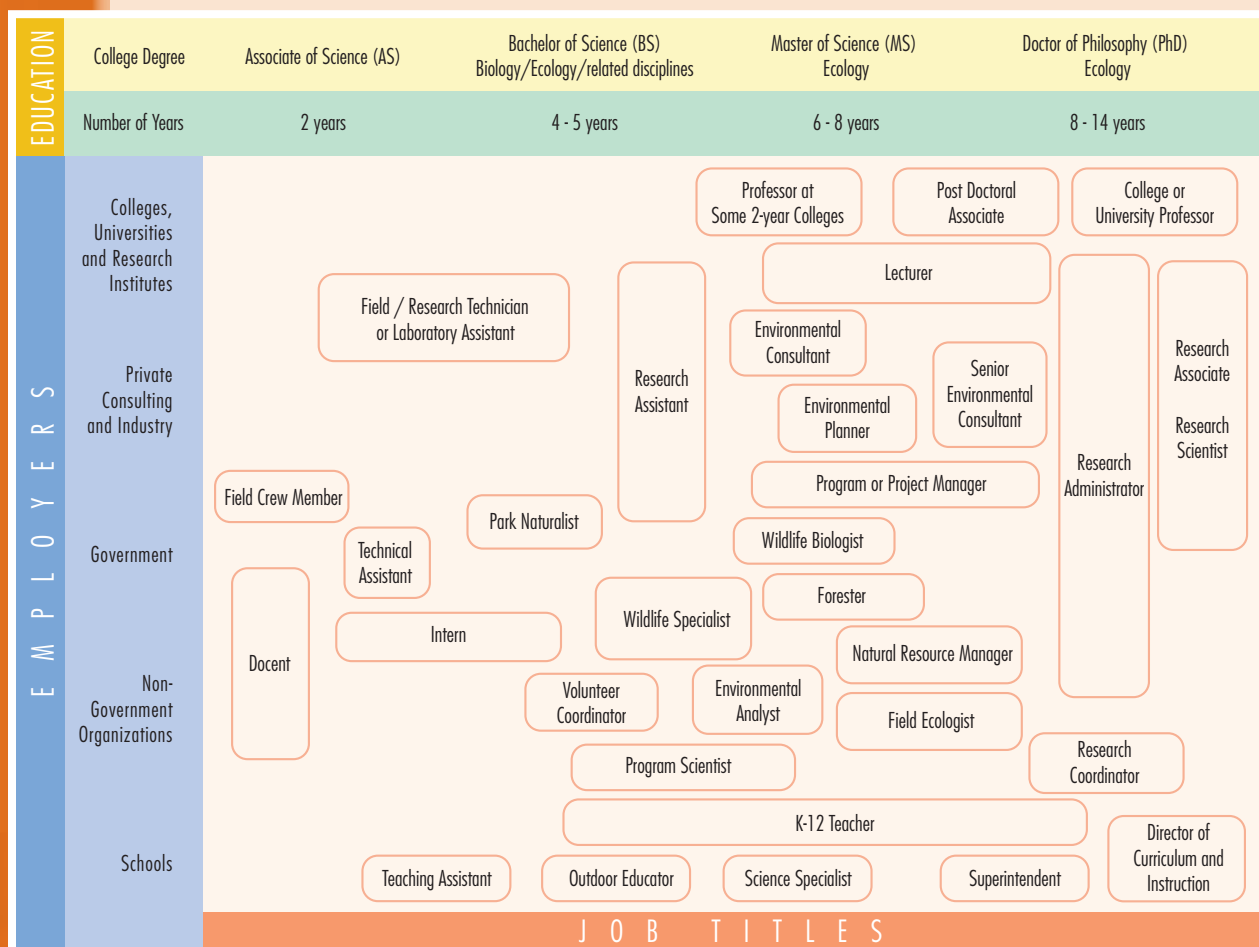 EDUCATION
College Degree
Associate of Science (AS)
Bachelor of Science (BS)
Biology/Ecology/related disciplines
Master of Science (MS)
Ecology
Doctor of Philosophy (PhD)
Ecology
Number of Years
2 years
4 - 5 years
6 - 8 years
8 - 14 years
EMPLOYERS
Colleges,
Universities
and Research
Institutes
Professor at
Some 2-year Colleges
Post Doctoral
Associate
College or
University Professor
Lecturer
Field / Research Technician
or Laboratory Assistant
Research
Assistant
Environmental
Consultant
Senior
Environmental
Consultant
Research
Administrator
Research
Associate
Research
Scientist
Private
Consulting
and Industry
Environmental
Planner
Program or Project Manager
Field Crew Member
Park Naturalist
Government
Technical
Assistant
Wildlife Biologist
Docent
Intern
Wildlife Specialist
Forester
Natural Resource Manager
Non-
Government
Organizations
Volunteer
Coordinator
Environmental
Analyst
Field Ecologist
Program Scientist
Research
Coordinator
Schools
K-12 Teacher
Director of
Curriculum and
Instruction
Teaching Assistant
Outdoor Educator
Science Specialist
Superintendent
JOB TITLES